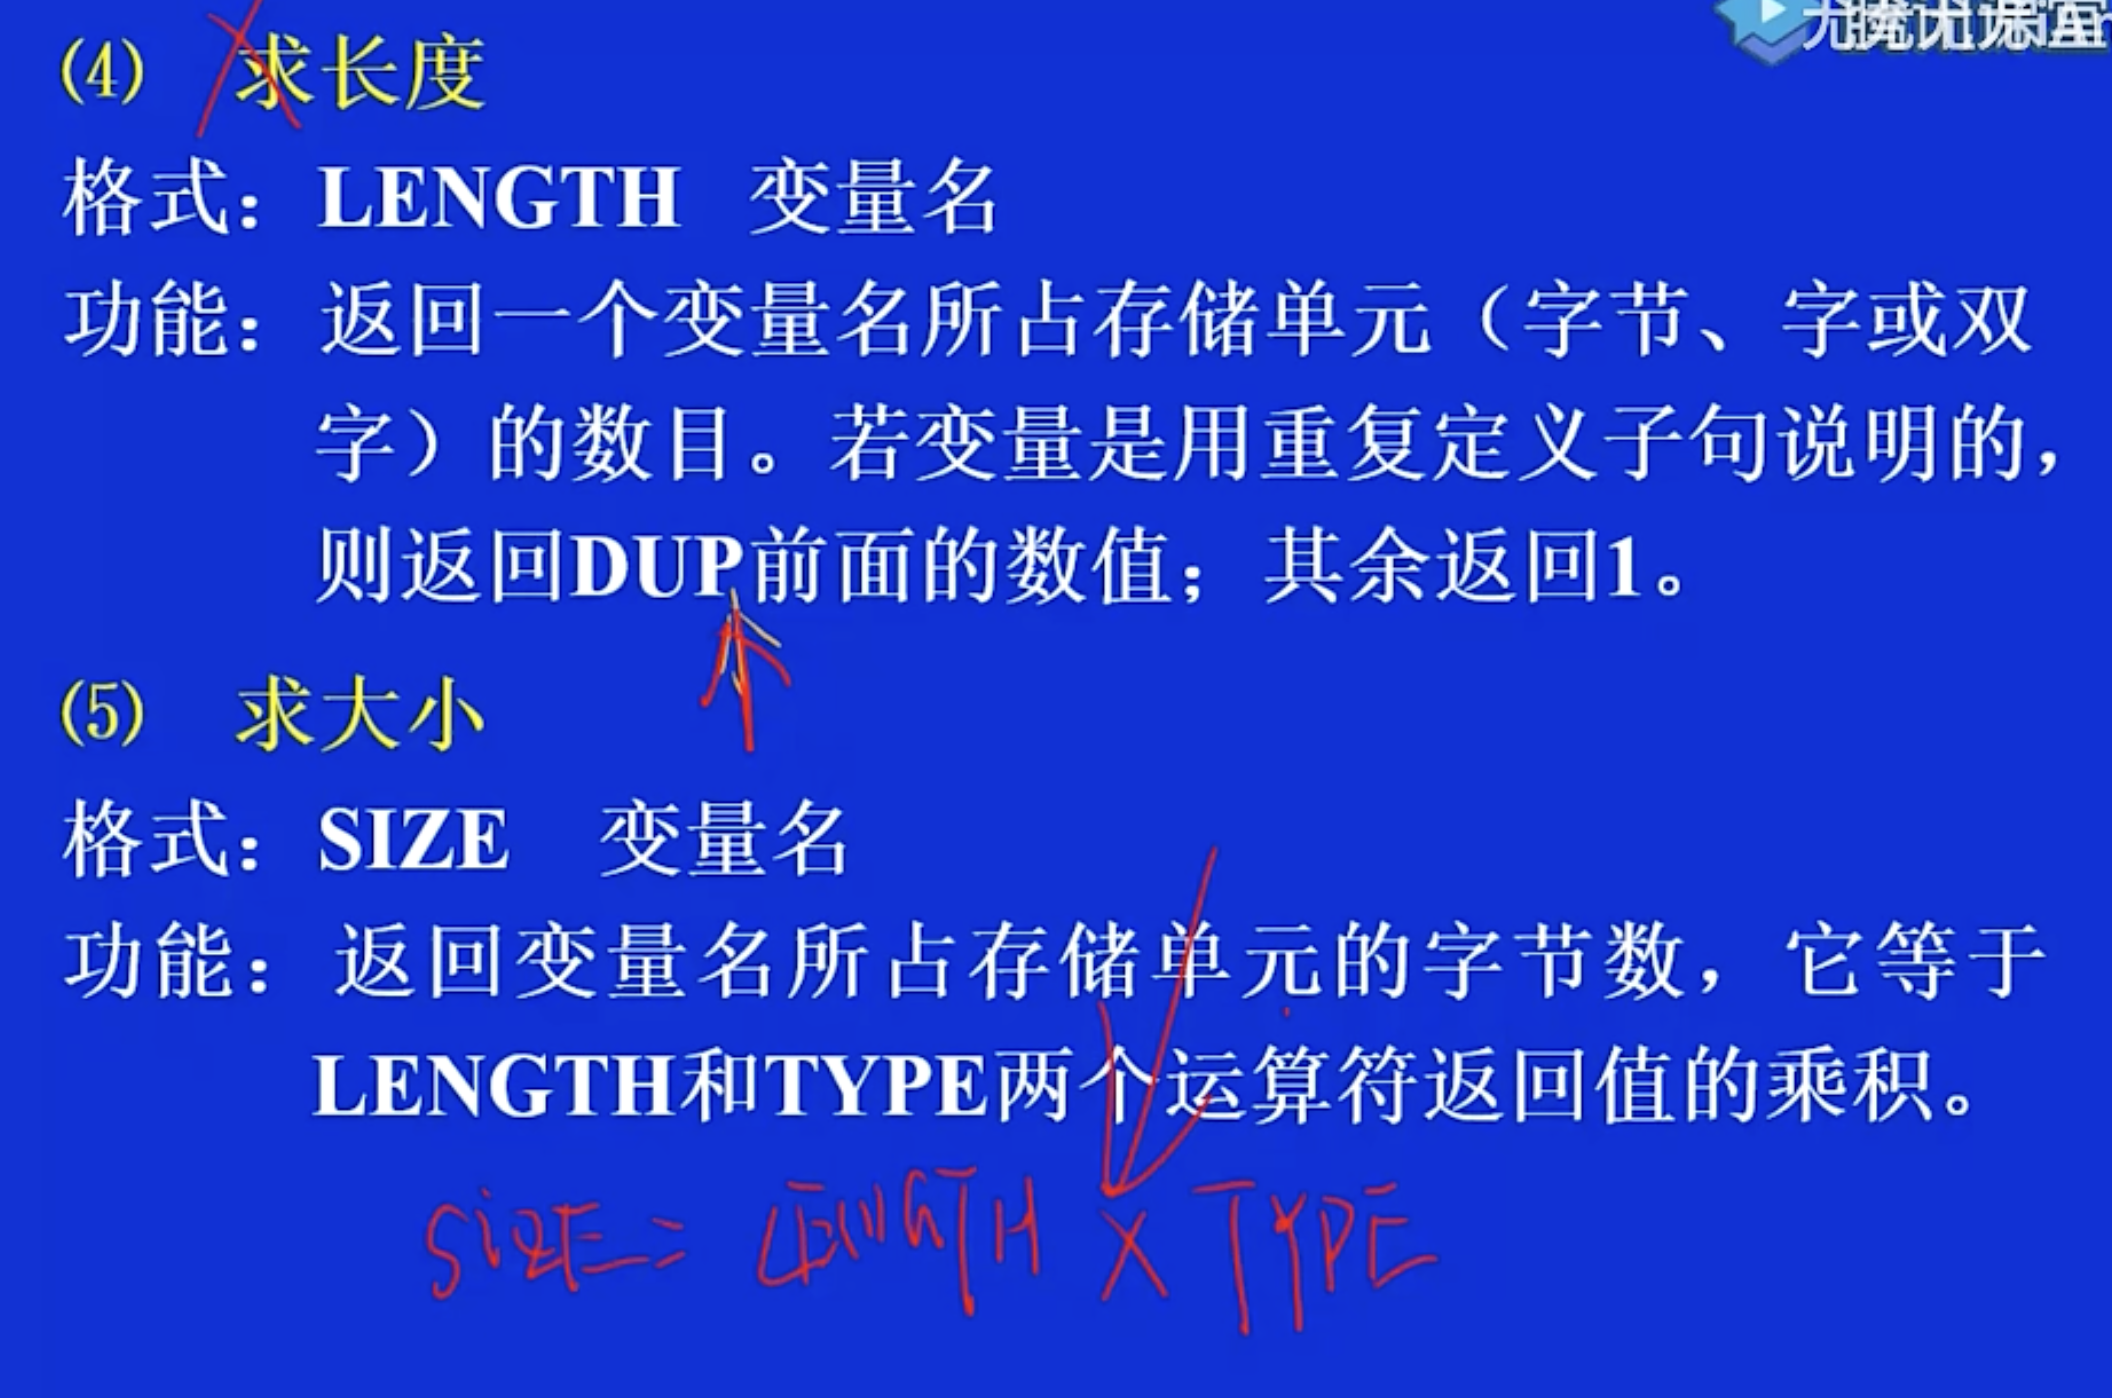 (4) 求长度
格式：LENGTH 变量名
功能：返回一个变量名所占存储单元（字节、字或双
字）的数目。若变量是用重复定义子句说明的，
则返回DUP前面的数值；其余返回1。
(5) 求大小
格式：SIZE 变量名
功能：返回变量名所占存储单元的字节数，它等于
LENGTH和TYPE两个运算符返回值的乘积。
SIZE = LENGTH X TYPE